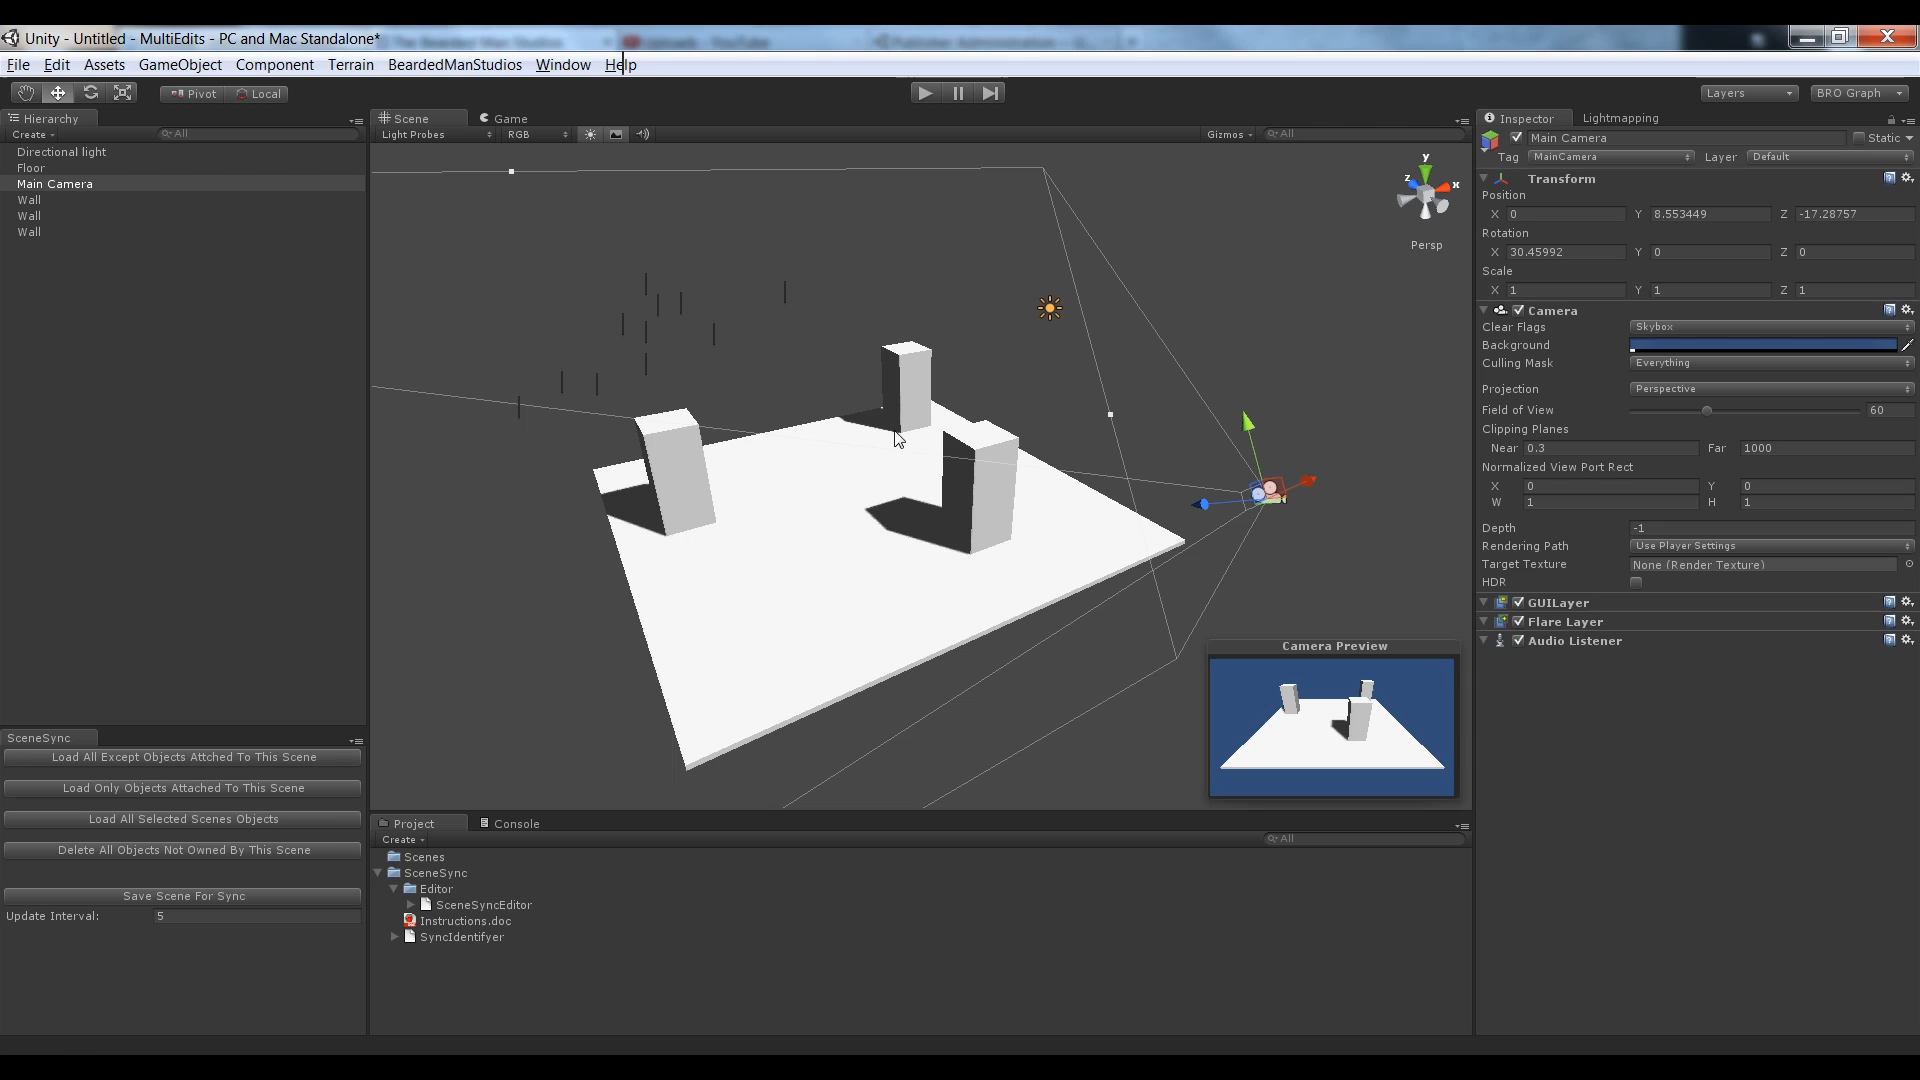 Unity - Untitled - MultiEdits - PC and Mac Standalone*
File Edit Assets GameObject Component Terrain BeardedManStudios Window Help
Pivot Local
Layers BRO Graph
Hierarchy
Create All
Directional light
Floor
Main Camera
Wall
Wall
Wall
SceneSync
Load All Except Objects Attched To This Scene
Load Only Objects Attached To This Scene
Load All Selected Scenes Objects
Delete All Objects Not Owned By This Scene
Save Scene For Sync
Update Interval: 5
Scene Game
Light Probes RGB Gizmos All
y
z x
Persp
Camera Preview
Project Console
Create All
Scenes
SceneSync
Editor
SceneSyncEditor
Instructions.doc
SyncIdentifyer
Inspector Lightmapping
Main Camera Static
Tag MainCamera Layer Default
Transform
Position
X 0 Y 8.553449 Z -17.28757
Rotation
X 30.45992 Y 0 Z 0
Scale
X 1 Y 1 Z 1
Camera
Clear Flags Skybox
Background
Culling Mask Everything
Projection Perspective
Field of View 60
Clipping Planes
Near 0.3 Far 1000
Normalized View Port Rect
X 0 Y 0
W 1 H 1
Depth -1
Rendering Path Use Player Settings
Target Texture None (Render Texture)
HDR
GUILayer
Flare Layer
Audio Listener